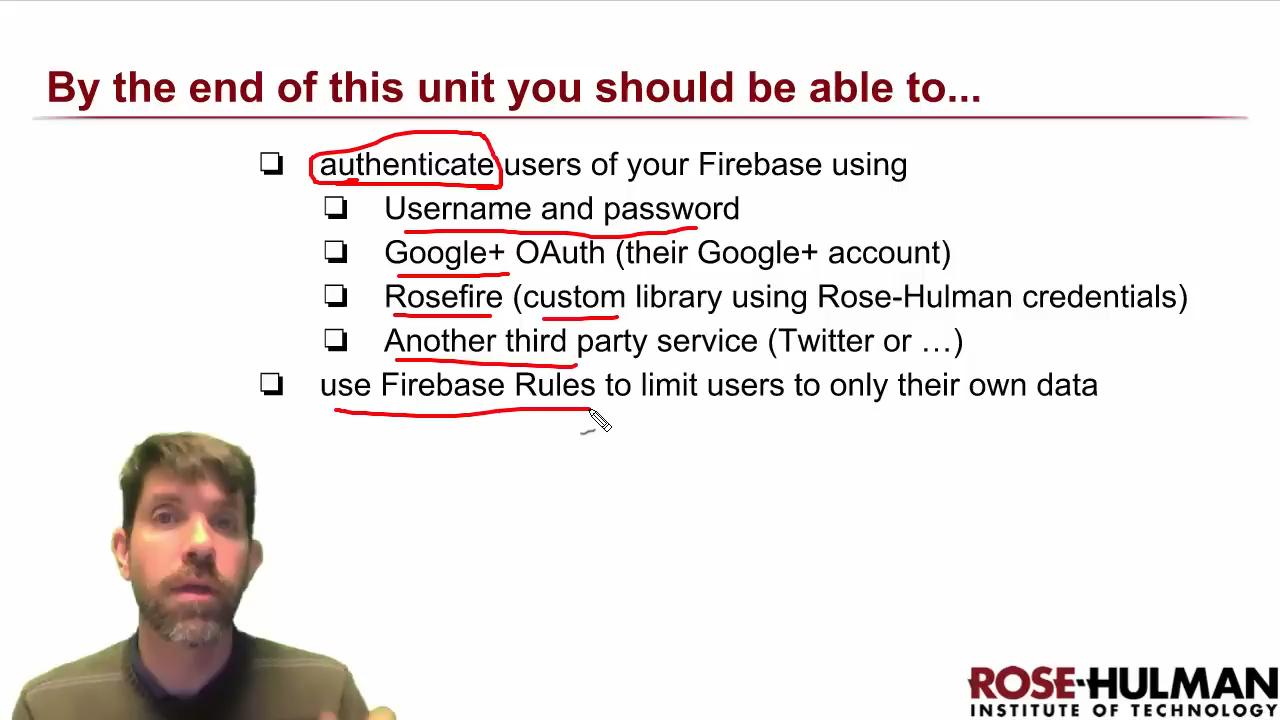 By the end of this unit you should be able to...
❏ authenticate users of your Firebase using
❏ Username and password
❏ Google+ OAuth (their Google+ account)
❏ Rosefire (custom library using Rose-Hulman credentials)
❏ Another third party service (Twitter or …)
❏ use Firebase Rules to limit users to only their own data
ROSE-HULMAN
INSTITUTE OF TECHNOLOGY